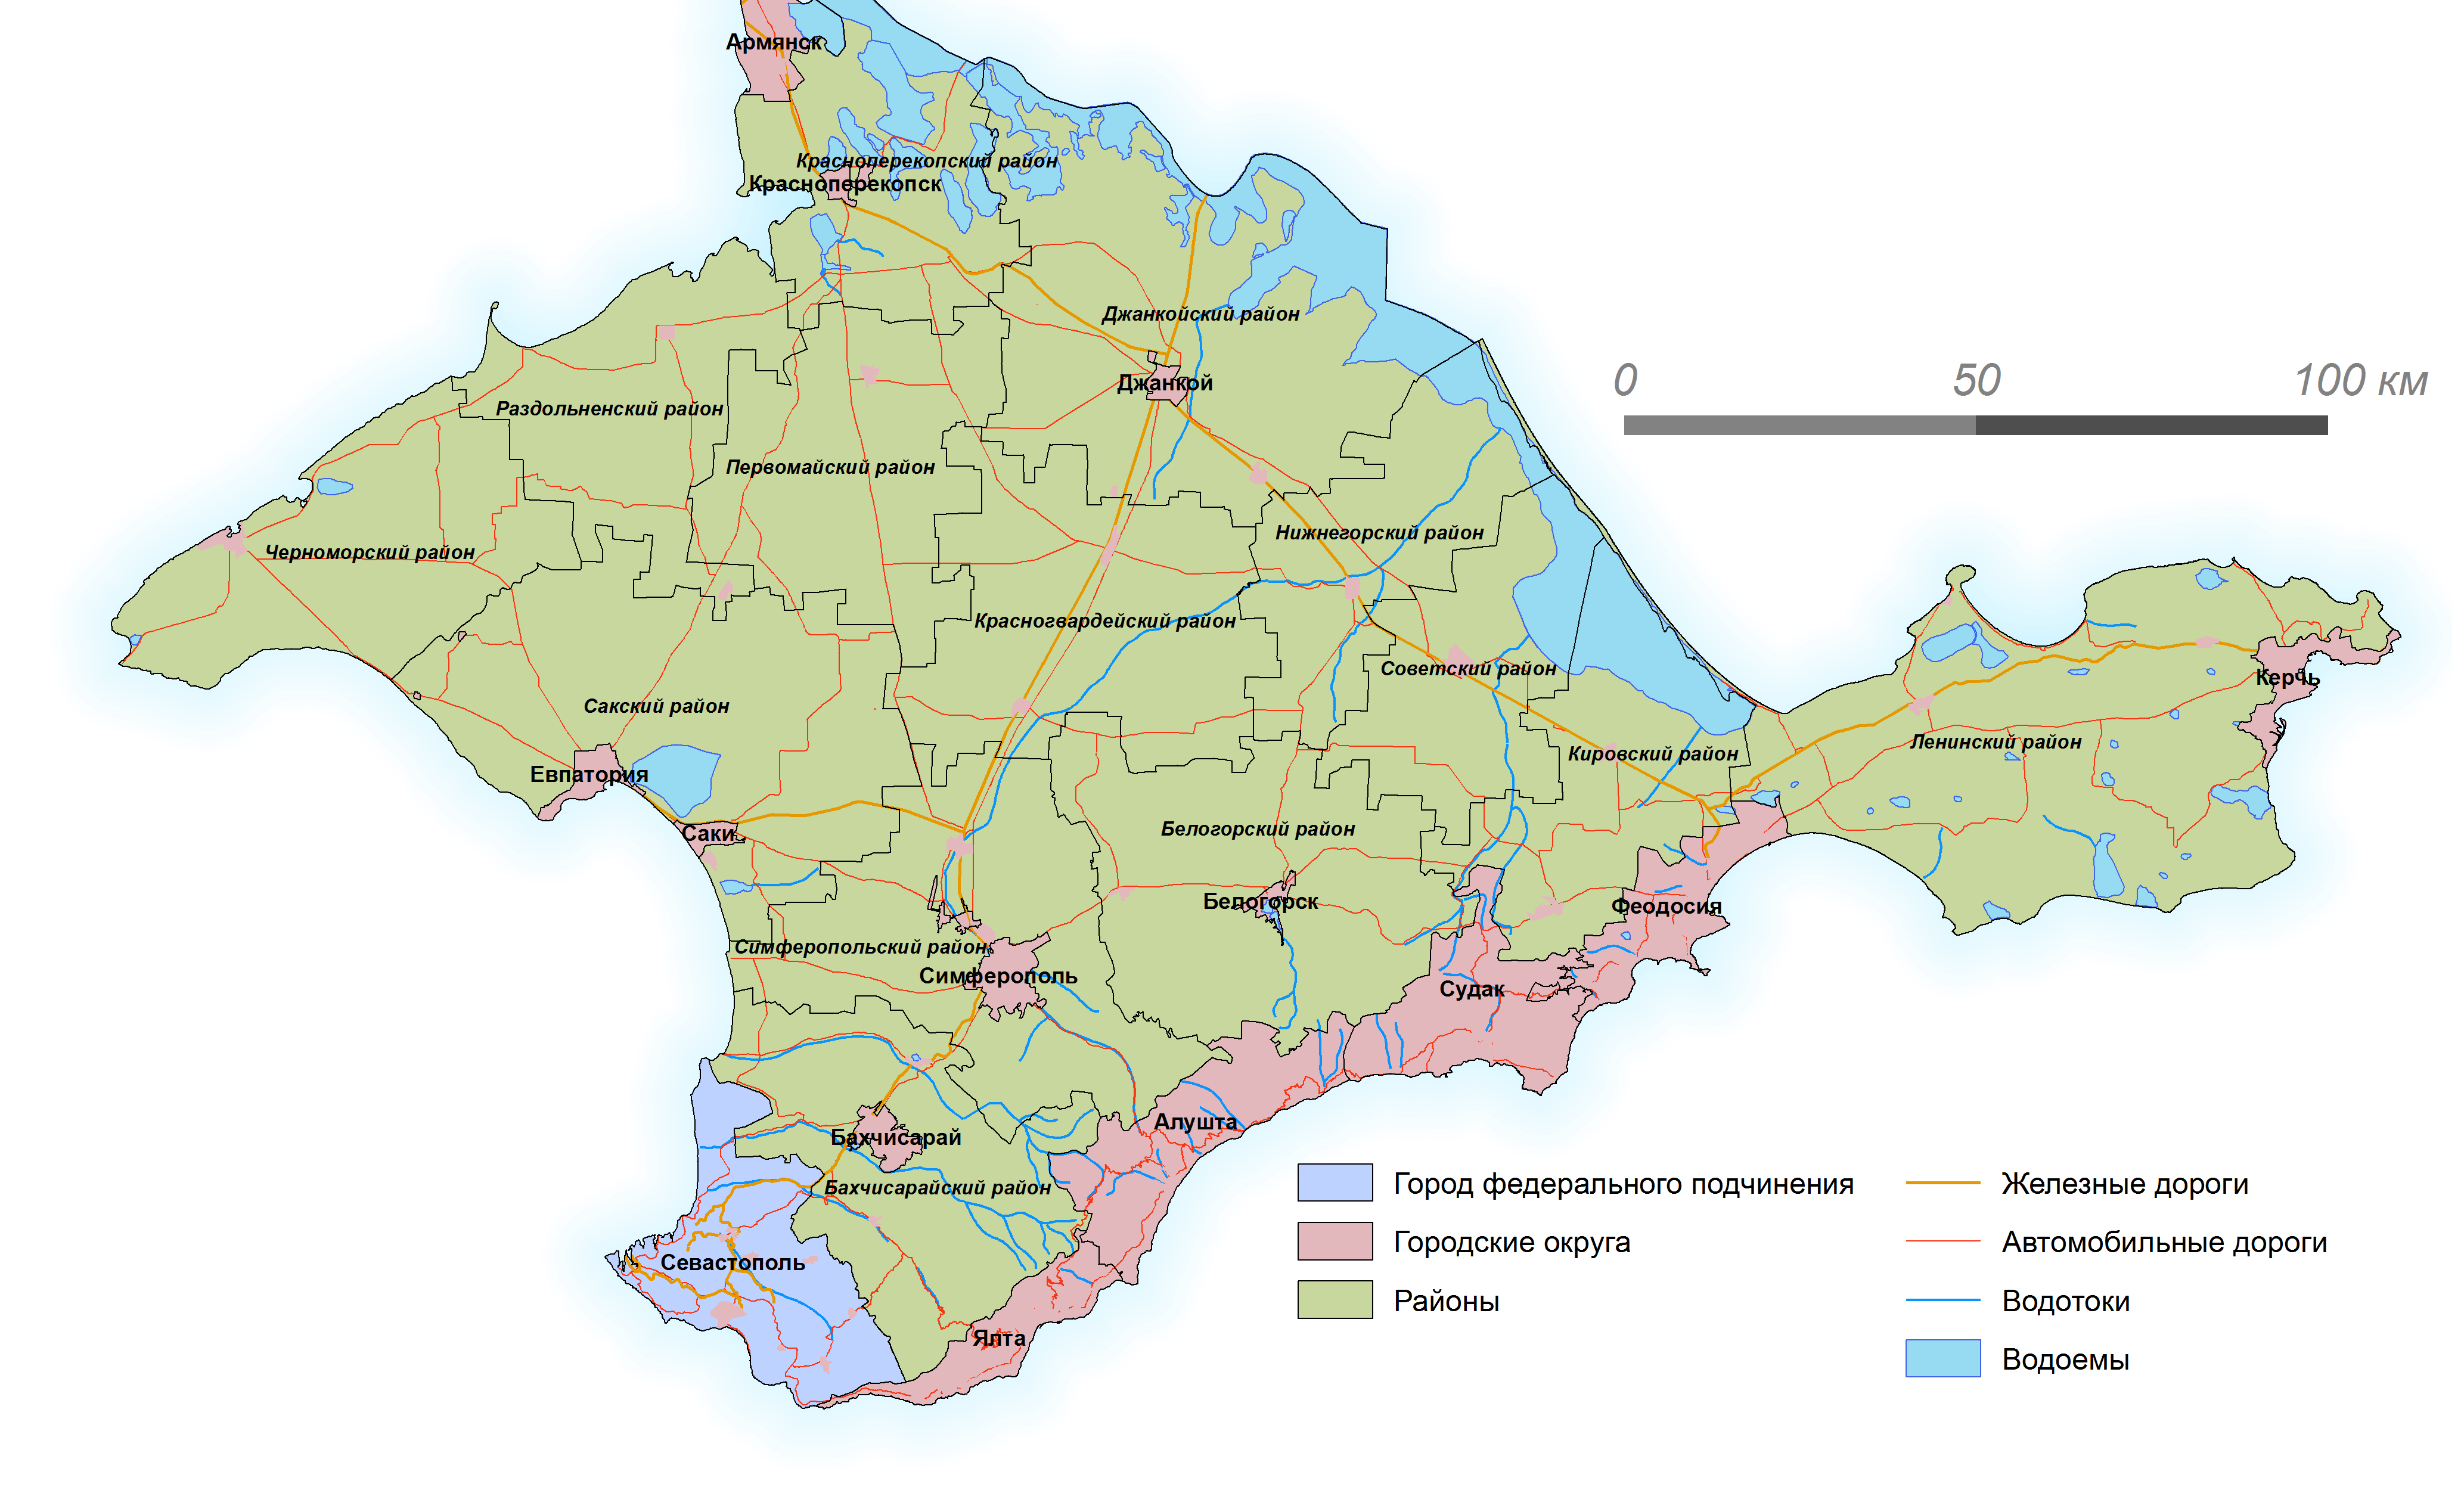 Армянск
Красноперекопский район
Красноперекопск
Джанкойский район
0 50 100 км
Джанкой
Раздольненский район
Первомайский район
Нижнегорский район
Черноморский район
Красногвардейский район
Советский район
Керчь
Сакский район
Ленинский район
Кировский район
Евпатория
Белогорский район
Саки
Белогорск
Феодосия
Симферопольский район
Симферополь
Судак
Алушта
Бахчисарай
Бахчисарайский район
Севастополь
Ялта
Город федерального подчинения
Городские округа
Районы
Железные дороги
Автомобильные дороги
Водотоки
Водоемы